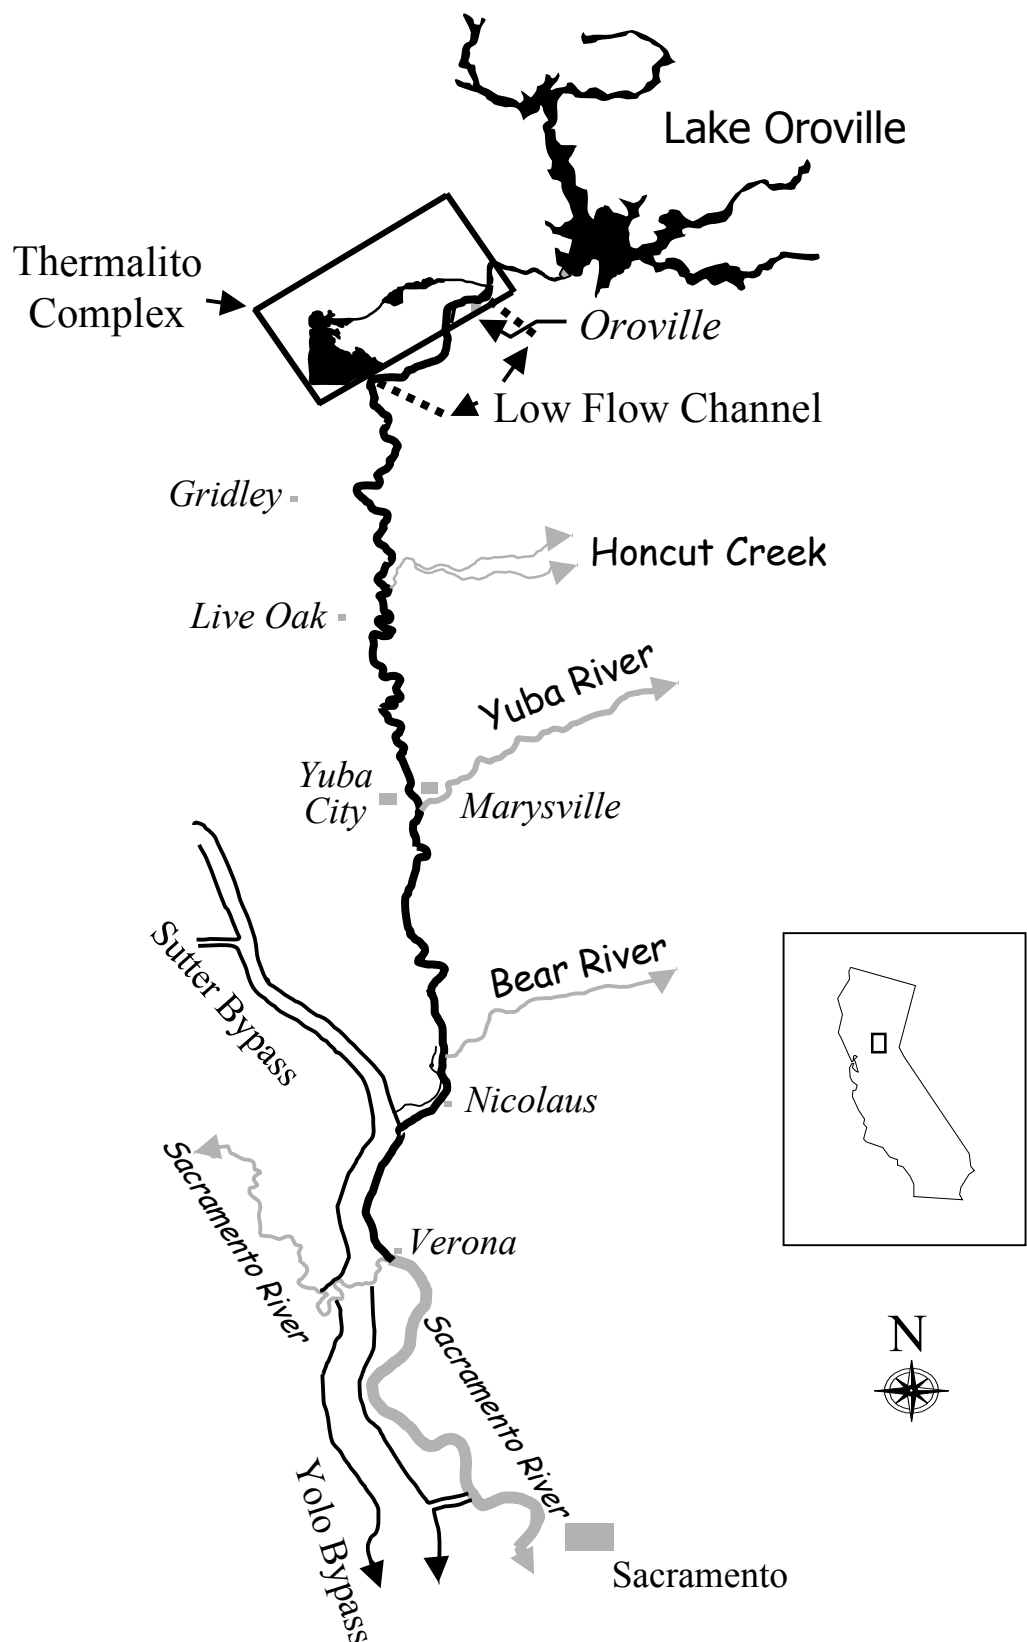 Lake Oroville
Thermalito
Complex
Oroville
Low Flow Channel
Gridley
Honcut Creek
Live Oak
Yuba River
Yuba
City
Marysville
Sutter Bypass
Bear River
Nicolaus
Sacramento River
Verona
Sacramento River
N
Yolo Bypass
Sacramento